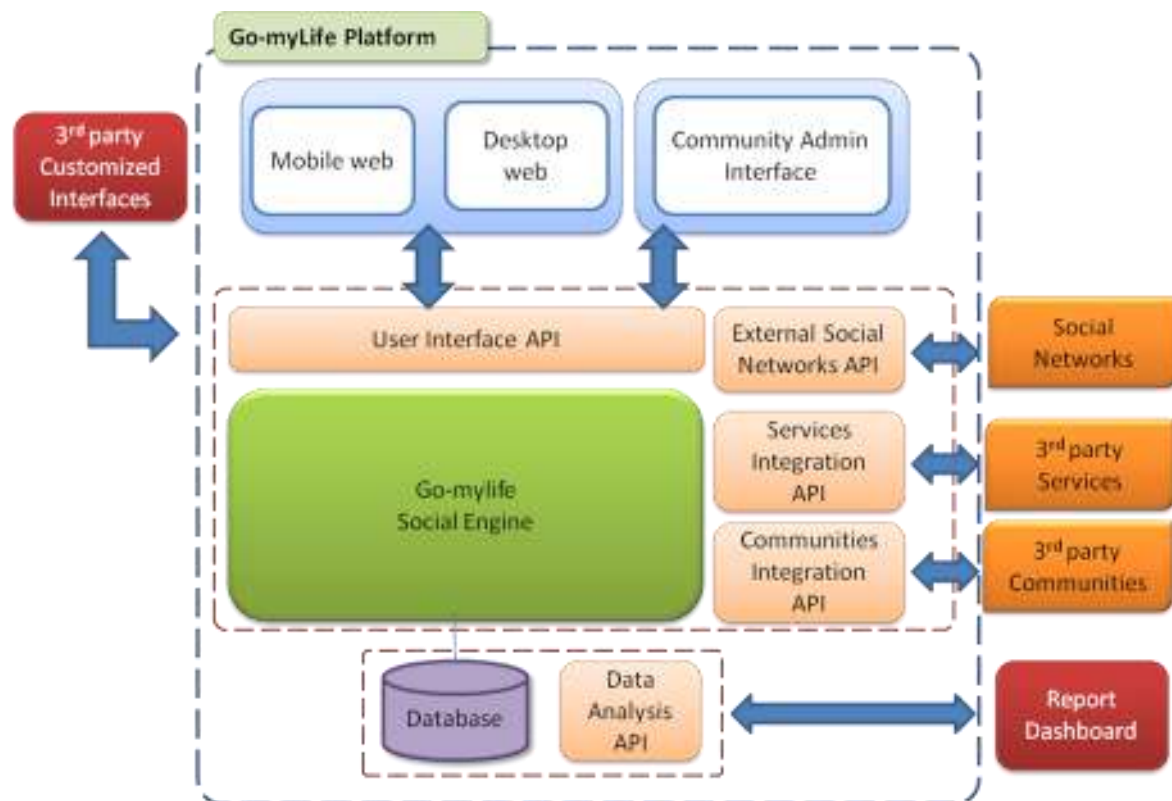 Go-myLife Platform
3rd party
Customized
Interfaces
Mobile web
Desktop
web
Community Admin
Interface
User Interface API
External Social
Networks API
Social
Networks
Go-mylife
Social Engine
Services
Integration
API
3rd party
Services
Communities
Integration
API
3rd party
Communities
Database
Data
Analysis
API
Report
Dashboard